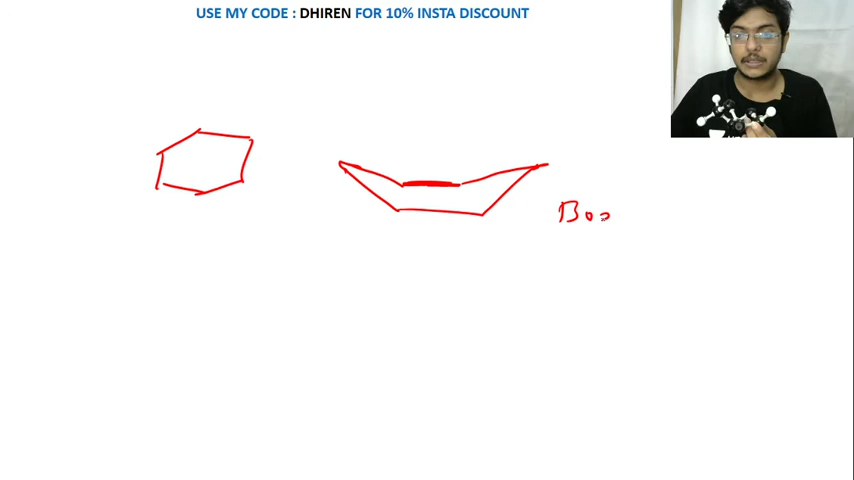 USE MY CODE : DHIREN FOR 10% INSTA DISCOUNT
Boa